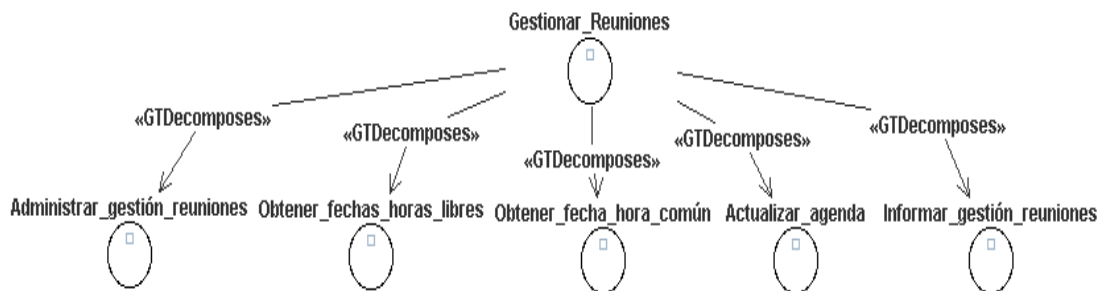 Gestionar_Reuniones
«GTDecomposes»
«GTDecomposes»
«GTDecomposes»
«GTDecomposes»
«GTDecomposes»
Administrar_gestión_reuniones
Obtener_fechas_horas_libres
Obtener_fecha_hora_común
Actualizar_agenda
Informar_gestión_reuniones